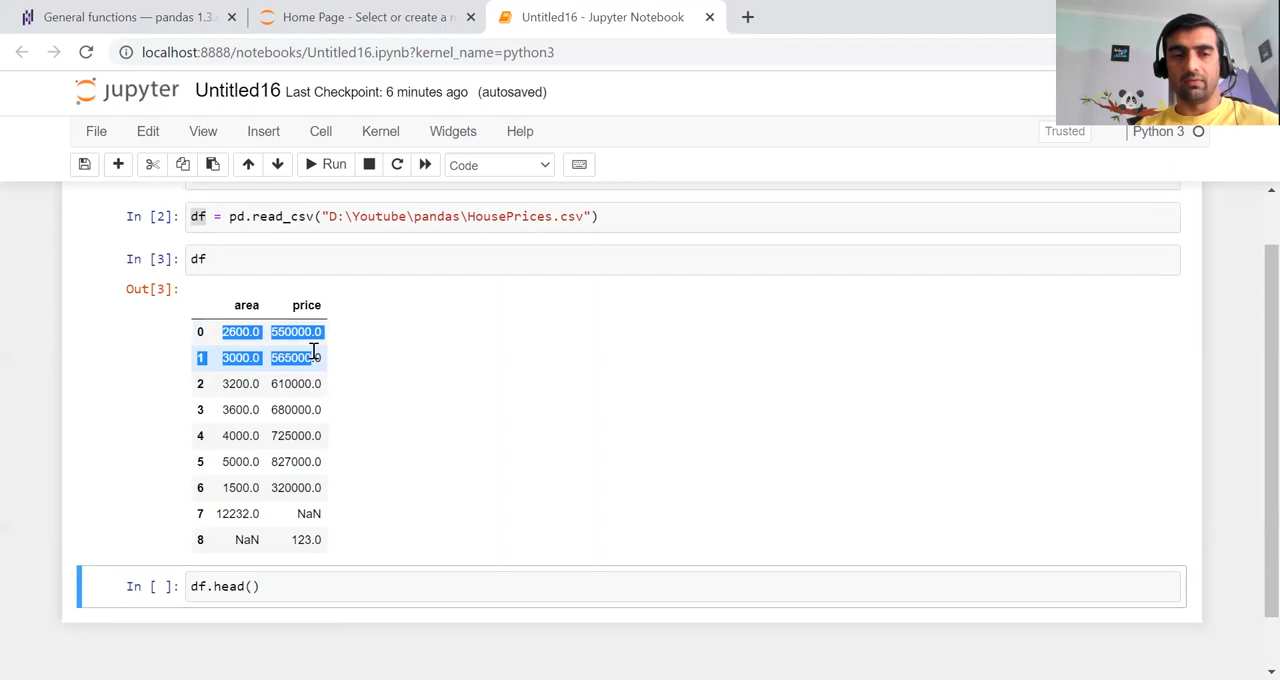 General functions — pandas 1.3.
Home Page - Select or create a n
Untitled16 - Jupyter Notebook
localhost:8888/notebooks/Untitled16.ipynb?kernel_name=python3
jupyter Untitled16 Last Checkpoint: 6 minutes ago (autosaved)
File Edit View Insert Cell Kernel Widgets Help Trusted Python 3
Run Code
In [2]: df = pd.read_csv("D:\Youtube\pandas\HousePrices.csv")
In [3]: df
Out[3]:
area price
0 2600.0 550000.0
1 3000.0 565000.0
2 3200.0 610000.0
3 3600.0 680000.0
4 4000.0 725000.0
5 5000.0 827000.0
6 1500.0 320000.0
7 12232.0 NaN
8 NaN 123.0
In [ ]: df.head()